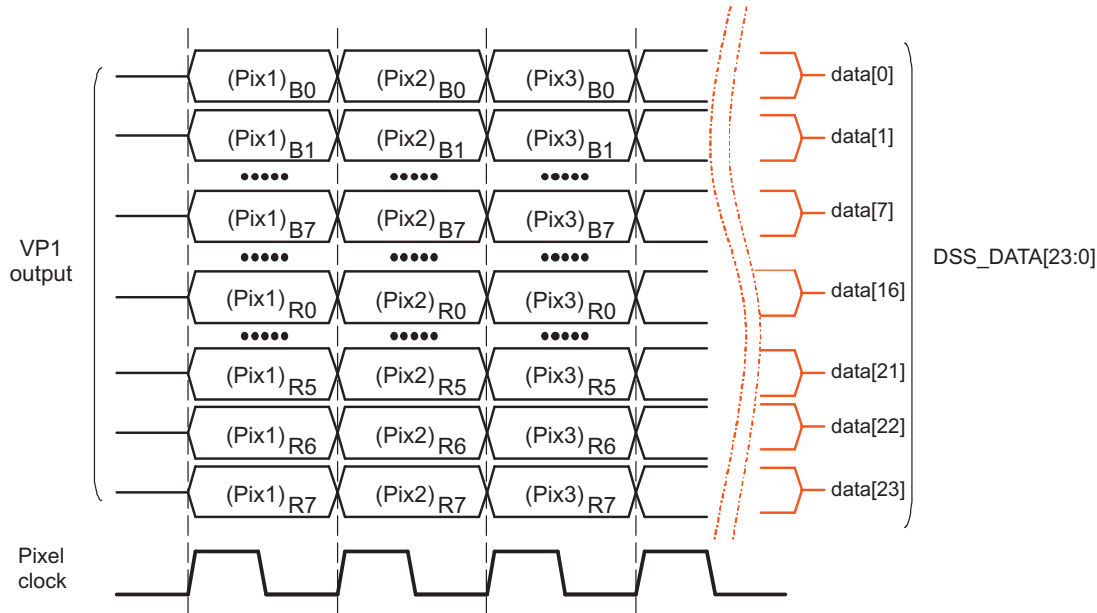 (Pix1)B0 (Pix2)B0 (Pix3)B0 data[0]
(Pix1)B1 (Pix2)B1 (Pix3)B1 data[1]
(Pix1)B7 (Pix2)B7 (Pix3)B7 data[7]
VP1
output
DSS_DATA[23:0]
(Pix1)R0 (Pix2)R0 (Pix3)R0 data[16]
(Pix1)R5 (Pix2)R5 (Pix3)R5 data[21]
(Pix1)R6 (Pix2)R6 (Pix3)R6 data[22]
(Pix1)R7 (Pix2)R7 (Pix3)R7 data[23]
Pixel
clock